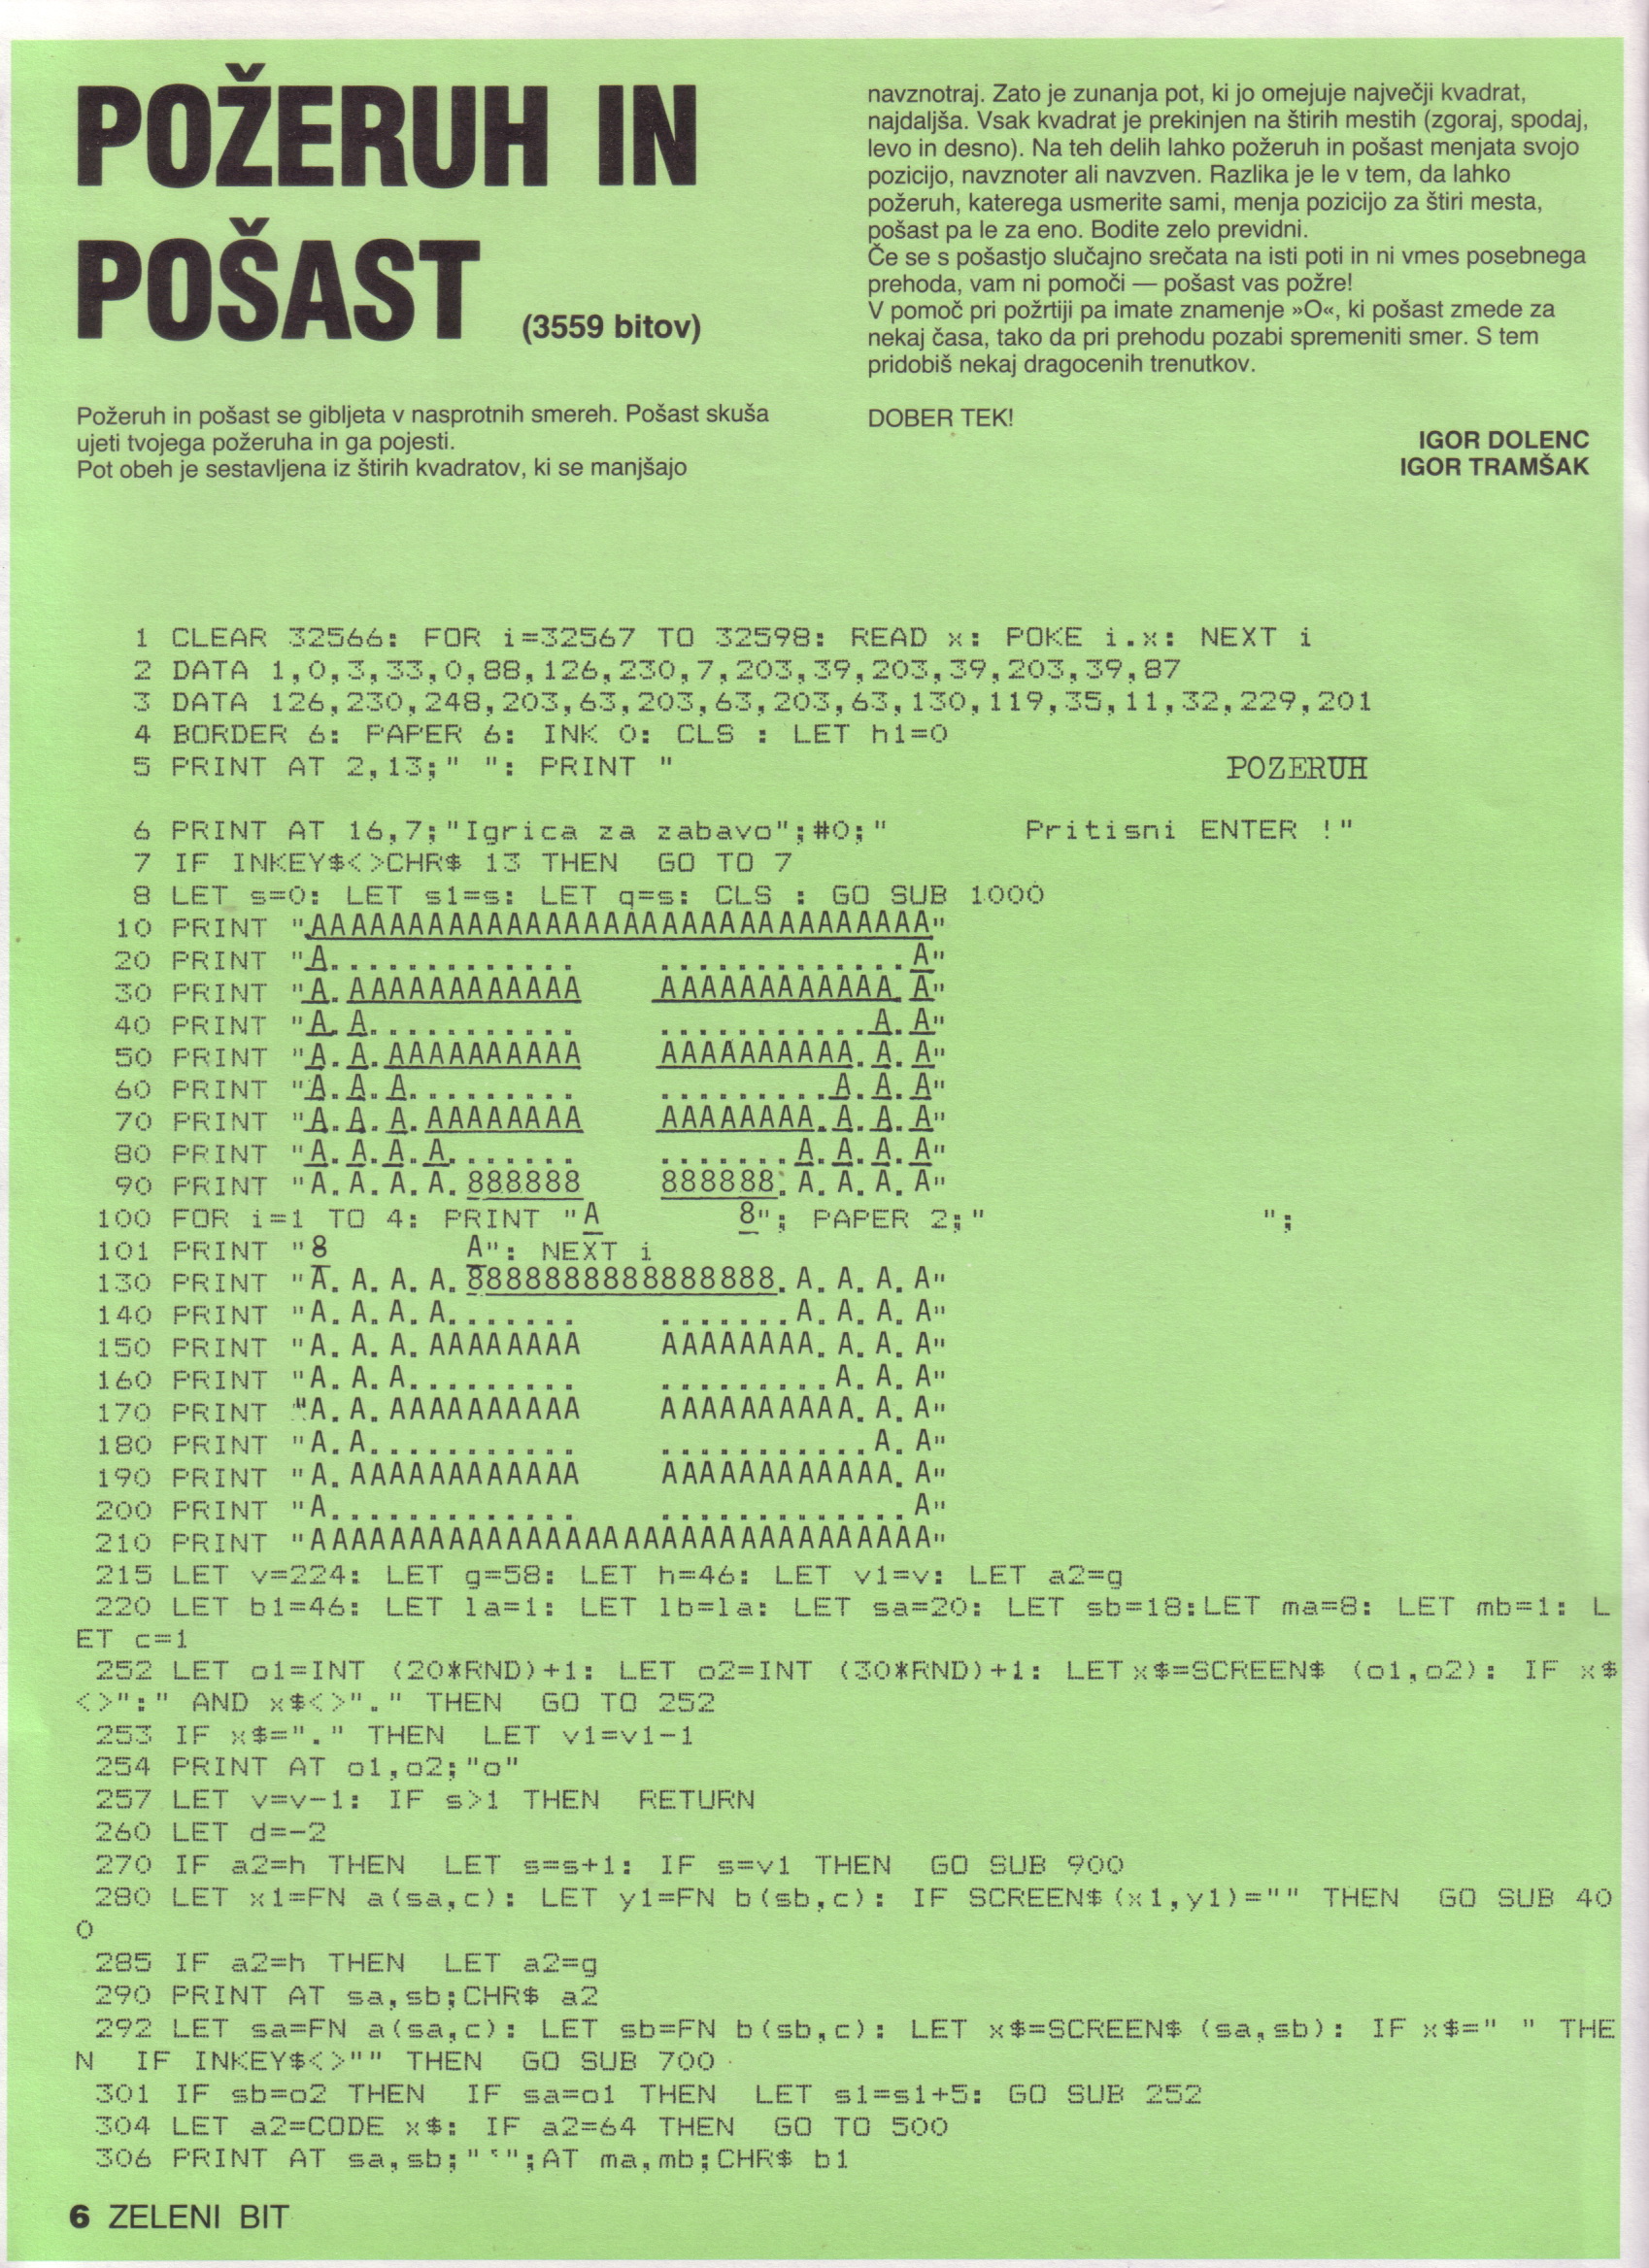 POŽERUH IN
POŠAST (3559 bitov)
Požeruh in pošast se gibljeta v nasprotnih smereh. Pošast skuša
ujeti tvojega požeruha in ga pojesti.
Pot obeh je sestavljena iz štirih kvadratov, ki se manjšajo
navznotraj. Zato je zunanja pot, ki jo omejuje največji kvadrat,
najdaljša. Vsak kvadrat je prekinjen na štirih mestih (zgoraj, spodaj,
levo in desno). Na teh delih lahko požeruh in pošast menjata svojo
pozicijo, navznoter ali navzven. Razlika je le v tem, da lahko
požeruh, katerega usmerite sami, menja pozicijo za štiri mesta,
pošast pa le za eno. Bodite zelo previdni.
Če se s pošastjo slučajno srečata na isti poti in ni vmes posebnega
prehoda, vam ni pomoči — pošast vas požre!
V pomoč pri požrtiji pa imate znamenje »O«, ki pošast zmede za
nekaj časa, tako da pri prehodu pozabi spremeniti smer. S tem
pridobiš nekaj dragocenih trenutkov.
DOBER TEK!
IGOR DOLENC
IGOR TRAMŠAK
1 CLEAR 32566: FOR i=32567 TO 32598: READ x: POKE i.x: NEXT i
2 DATA 1,0,3,33,0,88,126,230,7,203,39,203,39,203,39,87
3 DATA 126,230,248,203,63,203,63,203,63,130,119,35,11,32,229,201
4 BORDER 6: PAPER 6: INK 0: CLS : LET h1=0
5 PRINT AT 2,13;" ": PRINT " POZERUH
6 PRINT AT 16,7;"Igrica za zabavo";#0;" Pritisni ENTER !"
7 IF INKEY$<>CHR$ 13 THEN GO TO 7
8 LET s=0: LET s1=s: LET q=s: CLS : GO SUB 1000
10 PRINT "AAAAAAAAAAAAAAAAAAAAAAAAAAAAAAAA"
20 PRINT "A.............    .............A"
30 PRINT "A.AAAAAAAAAAAA    AAAAAAAAAAAA.A"
40 PRINT "A.A...........    ...........A.A"
50 PRINT "A.A.AAAAAAAAAA    AAAAAAAAAA.A.A"
60 PRINT "A.A.A.........    .........A.A.A"
70 PRINT "A.A.A.AAAAAAAA    AAAAAAAA.A.A.A"
80 PRINT "A.A.A.A.......    .......A.A.A.A"
90 PRINT "A.A.A.A.888888    888888.A.A.A.A"
100 FOR i=1 TO 4: PRINT "A       8"; PAPER 2;"              ";
101 PRINT "8       A": NEXT i
130 PRINT "A.A.A.A.8888888888888888.A.A.A.A"
140 PRINT "A.A.A.A.......    .......A.A.A.A"
150 PRINT "A.A.A.AAAAAAAA    AAAAAAAA.A.A.A"
160 PRINT "A.A.A.........    .........A.A.A"
170 PRINT "A.A.AAAAAAAAAA    AAAAAAAAAA.A.A"
180 PRINT "A.A...........    ...........A.A"
190 PRINT "A.AAAAAAAAAAAA    AAAAAAAAAAAA.A"
200 PRINT "A.............    .............A"
210 PRINT "AAAAAAAAAAAAAAAAAAAAAAAAAAAAAAAA"
215 LET v=224: LET g=58: LET h=46: LET v1=v: LET a2=g
220 LET b1=46: LET la=1: LET lb=la: LET sa=20: LET sb=18:LET ma=8: LET mb=1: L
ET c=1
252 LET o1=INT (20*RND)+1: LET o2=INT (30*RND)+1: LET x$=SCREEN$ (o1,o2): IF x$
<>":" AND x$<>"." THEN GO TO 252
253 IF x$="." THEN LET v1=v1-1
254 PRINT AT o1,o2;"o"
257 LET v=v-1: IF s>1 THEN RETURN
260 LET d=-2
270 IF a2=h THEN LET s=s+1: IF s=v1 THEN GO SUB 900
280 LET x1=FN a(sa,c): LET y1=FN b(sb,c): IF SCREEN$ (x1,y1)="" THEN GO SUB 40
0
285 IF a2=h THEN LET a2=g
290 PRINT AT sa,sb;CHR$ a2
292 LET sa=FN a(sa,c): LET sb=FN b(sb,c): LET x$=SCREEN$ (sa,sb): IF x$=" " THE
N IF INKEY$<>"" THEN GO SUB 700
301 IF sb=o2 THEN IF sa=o1 THEN LET s1=s1+5: GO SUB 252
304 LET a2=CODE x$: IF a2=64 THEN GO TO 500
306 PRINT AT sa,sb;"‛";AT ma,mb;CHR$ b1
6 ZELENI BIT